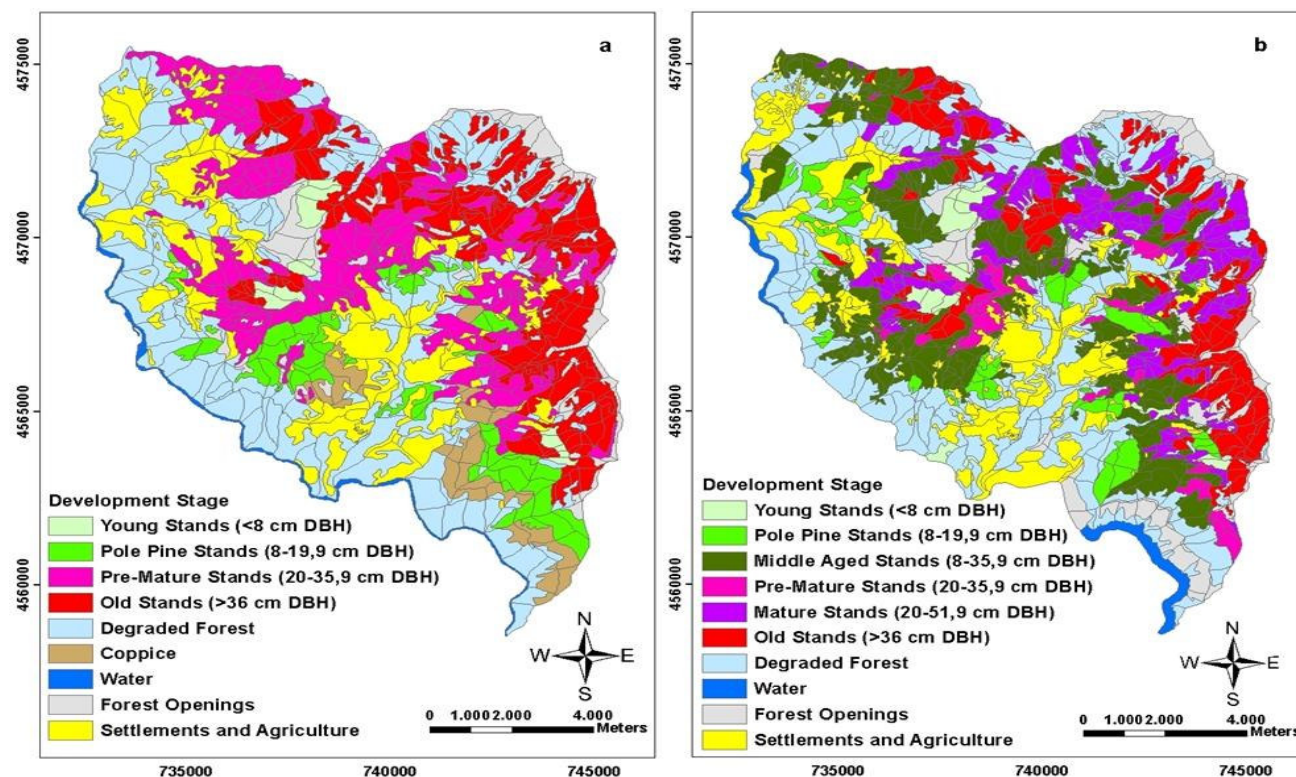 a
4575000
4570000
4565000
4560000
Development Stage
Young Stands (<8 cm DBH)
Pole Pine Stands (8-19,9 cm DBH)
Pre-Mature Stands (20-35,9 cm DBH)
Old Stands (>36 cm DBH)
Degraded Forest
Coppice
Water
Forest Openings
Settlements and Agriculture
N
W E
S
0 1.000 2.000 4.000
Meters
735000 740000 745000
b
4575000
4570000
4565000
4560000
Development Stage
Young Stands (<8 cm DBH)
Pole Pine Stands (8-19,9 cm DBH)
Middle Aged Stands (8-35,9 cm DBH)
Pre-Mature Stands (20-35,9 cm DBH)
Mature Stands (20-51,9 cm DBH)
Old Stands (>36 cm DBH)
Degraded Forest
Water
Forest Openings
Settlements and Agriculture
N
W E
S
0 1.000 2.000 4.000
Meters
735000 740000 745000